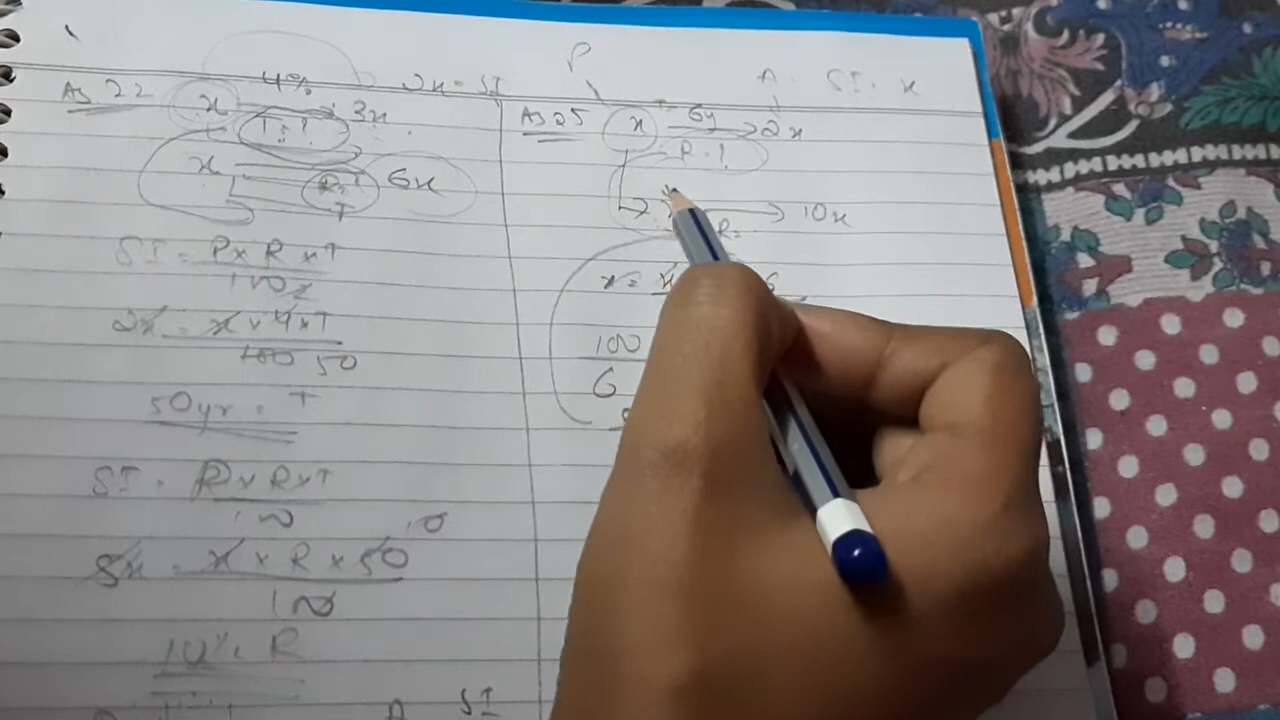 As 22
x 4% 3x
2x = SI
T = ?
x 6x
R = ?
T
SI = P x R x T
100
2x = x x 4 x T
100 50
50yr = T
SI = P x R x T
100
10
5x = x x R x 50
100
10% = R
A SI
P
A SI = x
As 25 x 6y 2x
R = ?
10x
R =
x = x 6
100
6